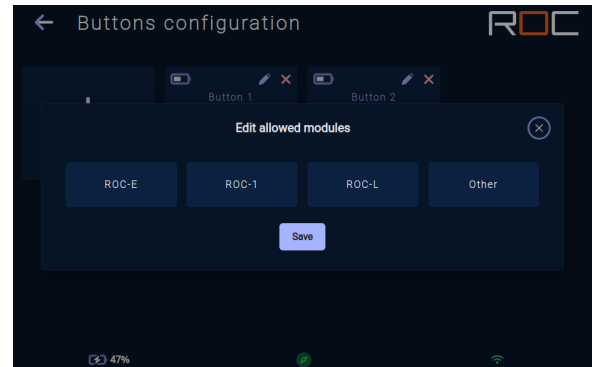 Buttons configuration
ROC
Button 1
Button 2
Edit allowed modules
ROC-E
ROC-1
ROC-L
Other
Save
47%